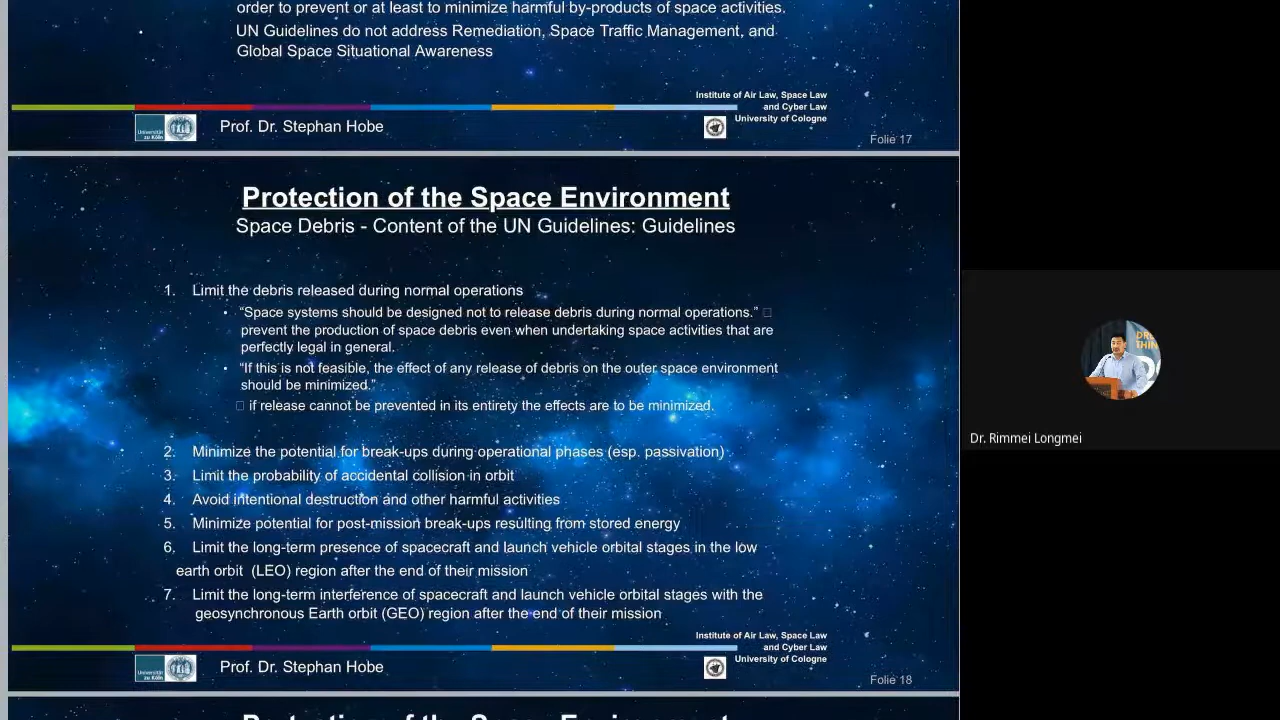 order to prevent or at least to minimize harmful by-products of space activities.
UN Guidelines do not address Remediation, Space Traffic Management, and
Global Space Situational Awareness
Institute of Air Law, Space Law
and Cyber Law
University of Cologne
Universität
zu Köln
Prof. Dr. Stephan Hobe
Folie 17
Protection of the Space Environment
Space Debris - Content of the UN Guidelines: Guidelines
1. Limit the debris released during normal operations
• “Space systems should be designed not to release debris during normal operations.”
prevent the production of space debris even when undertaking space activities that are
perfectly legal in general.
• “If this is not feasible, the effect of any release of debris on the outer space environment
should be minimized.”
if release cannot be prevented in its entirety the effects are to be minimized.
2. Minimize the potential for break-ups during operational phases (esp. passivation)
3. Limit the probability of accidental collision in orbit
4. Avoid intentional destruction and other harmful activities
5. Minimize potential for post-mission break-ups resulting from stored energy
6. Limit the long-term presence of spacecraft and launch vehicle orbital stages in the low
earth orbit (LEO) region after the end of their mission
7. Limit the long-term interference of spacecraft and launch vehicle orbital stages with the
geosynchronous Earth orbit (GEO) region after the end of their mission
Institute of Air Law, Space Law
and Cyber Law
University of Cologne
Universität
zu Köln
Prof. Dr. Stephan Hobe
Folie 18
Protection of the Space Environment
Dr. Rimmei Longmei